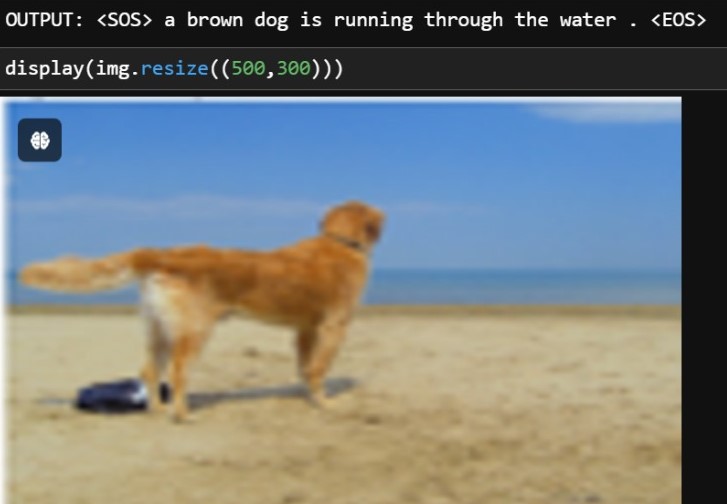 OUTPUT: <SOS> a brown dog is running through the water . <EOS>
display(img.resize((500,300)))